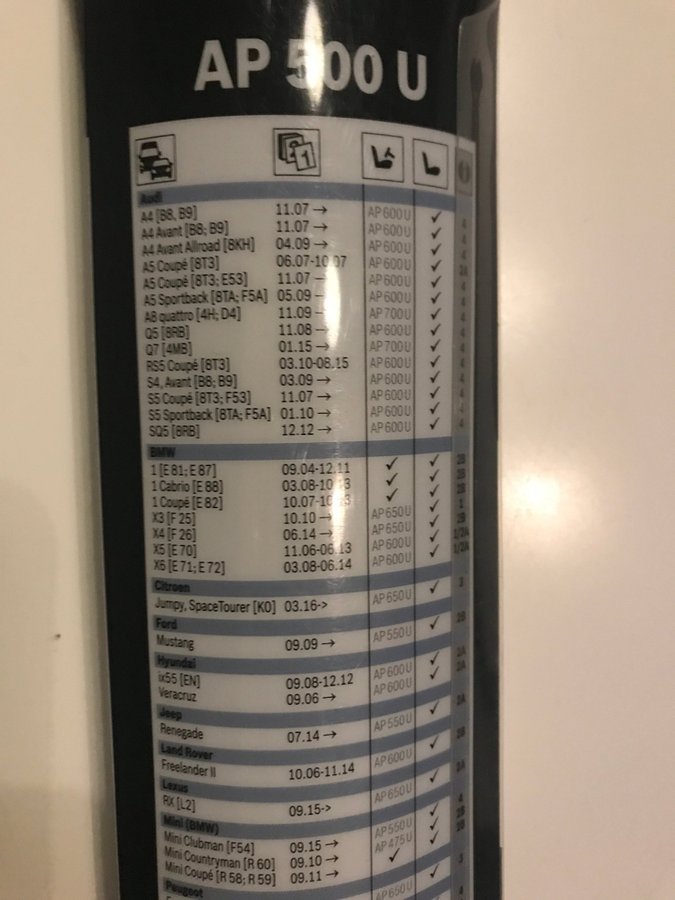 AP 500 U
Audi
A4 [B8, B9] 11.07 → AP 600 U ✓
A4 Avant [B8; B9] 11.07 → AP 600 U ✓
A4 Avant Allroad [8KH] 04.09 → AP 600 U ✓
A5 Coupé [8T3] 06.07-10.07 AP 600 U ✓
A5 Coupé [8T3; E53] 11.07 → AP 600 U ✓
A5 Sportback [8TA; F5A] 05.09 → AP 600 U ✓
A8 quattro [4H; D4] 11.09 → AP 700 U ✓
Q5 [8RB] 11.08 → AP 600 U ✓
Q7 [4MB] 01.15 → AP 700 U ✓
RS5 Coupé [8T3] 03.10-08.15 AP 600 U ✓
S4, Avant [B8; B9] 03.09 → AP 600 U ✓
S5 Coupé [8T3; F53] 11.07 → AP 600 U ✓
S5 Sportback [8TA; F5A] 01.10 → AP 600 U ✓
SQ5 [8RB] 12.12 → AP 600 U ✓
BMW
1 [E 81; E 87] 09.04-12.11 ✓ ✓
1 Cabrio [E 88] 03.08-10.13 ✓ ✓
1 Coupé [E 82] 10.07-10.13 ✓ ✓
X3 [F 25] 10.10 → AP 650 U ✓
X4 [F 26] 06.14 → AP 650 U ✓
X5 [E 70] 11.06-06.13 AP 600 U ✓
X6 [E 71; E 72] 03.08-06.14 AP 600 U ✓
Citroen
Jumpy, SpaceTourer [K0] 03.16-> AP 650 U ✓
Ford
Mustang 09.09 → AP 550 U ✓
Hyundai
ix55 [EN] 09.08-12.12 AP 600 U ✓
Veracruz 09.06 → AP 600 U ✓
Jeep
Renegade 07.14 → AP 550 U ✓
Land Rover
Freelander II 10.06-11.14 AP 600 U ✓
Lexus
RX [L2] 09.15-> AP 650 U ✓
Mini (BMW)
Mini Clubman [F54] 09.15 → AP 550 U ✓
Mini Countryman [R 60] 09.10 → AP 475 U ✓
Mini Coupé [R 58; R 59] 09.11 → ✓ ✓
Peugeot
AP 650 U ✓